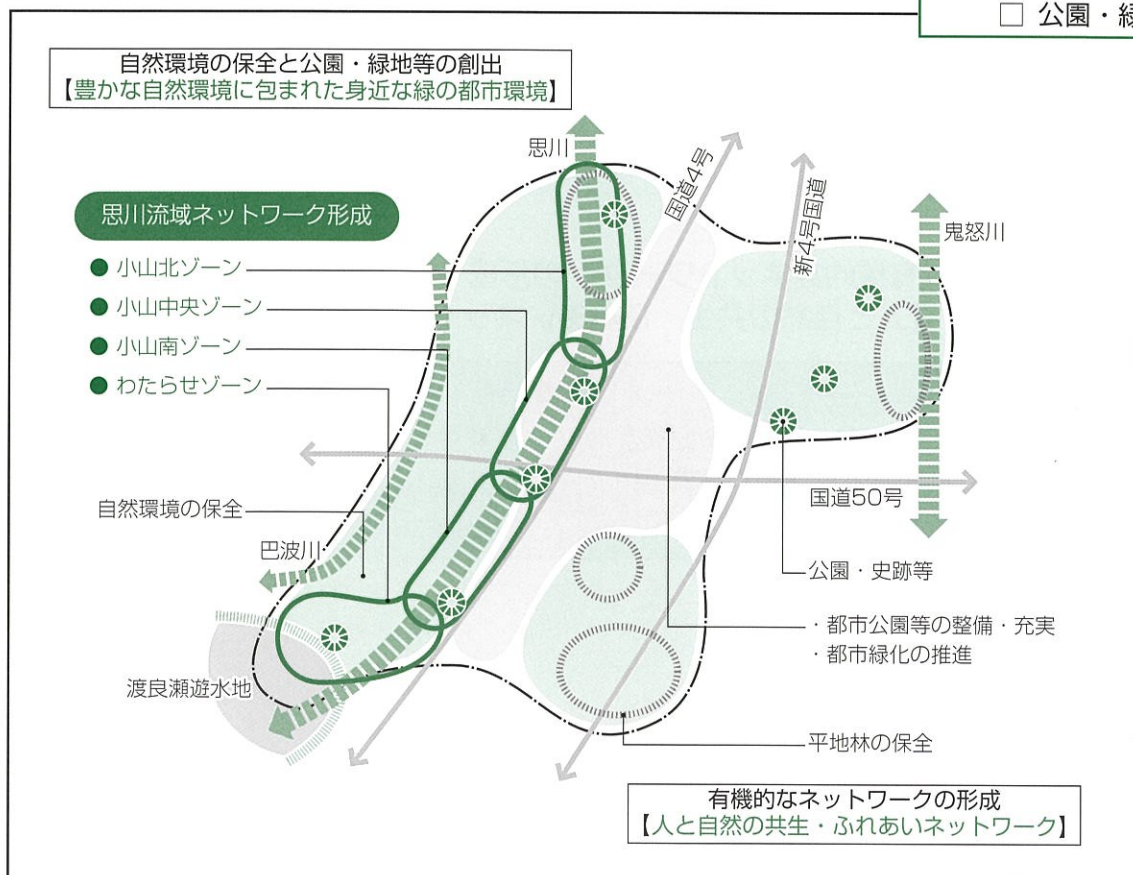 □ 公園・緑
自然環境の保全と公園・緑地等の創出
【豊かな自然環境に包まれた身近な緑の都市環境】
思川
国道4号
新4号国道
鬼怒川
思川流域ネットワーク形成
● 小山北ゾーン
● 小山中央ゾーン
● 小山南ゾーン
● わたらせゾーン
自然環境の保全
巴波川
国道50号
公園・史跡等
・都市公園等の整備・充実
・都市緑化の推進
渡良瀬遊水地
平地林の保全
有機的なネットワークの形成
【人と自然の共生・ふれあいネットワーク】